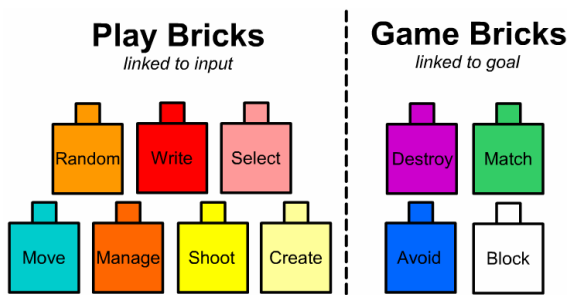 Play Bricks
linked to input
Random Write Select
Move Manage Shoot Create
Game Bricks
linked to goal
Destroy Match
Avoid Block